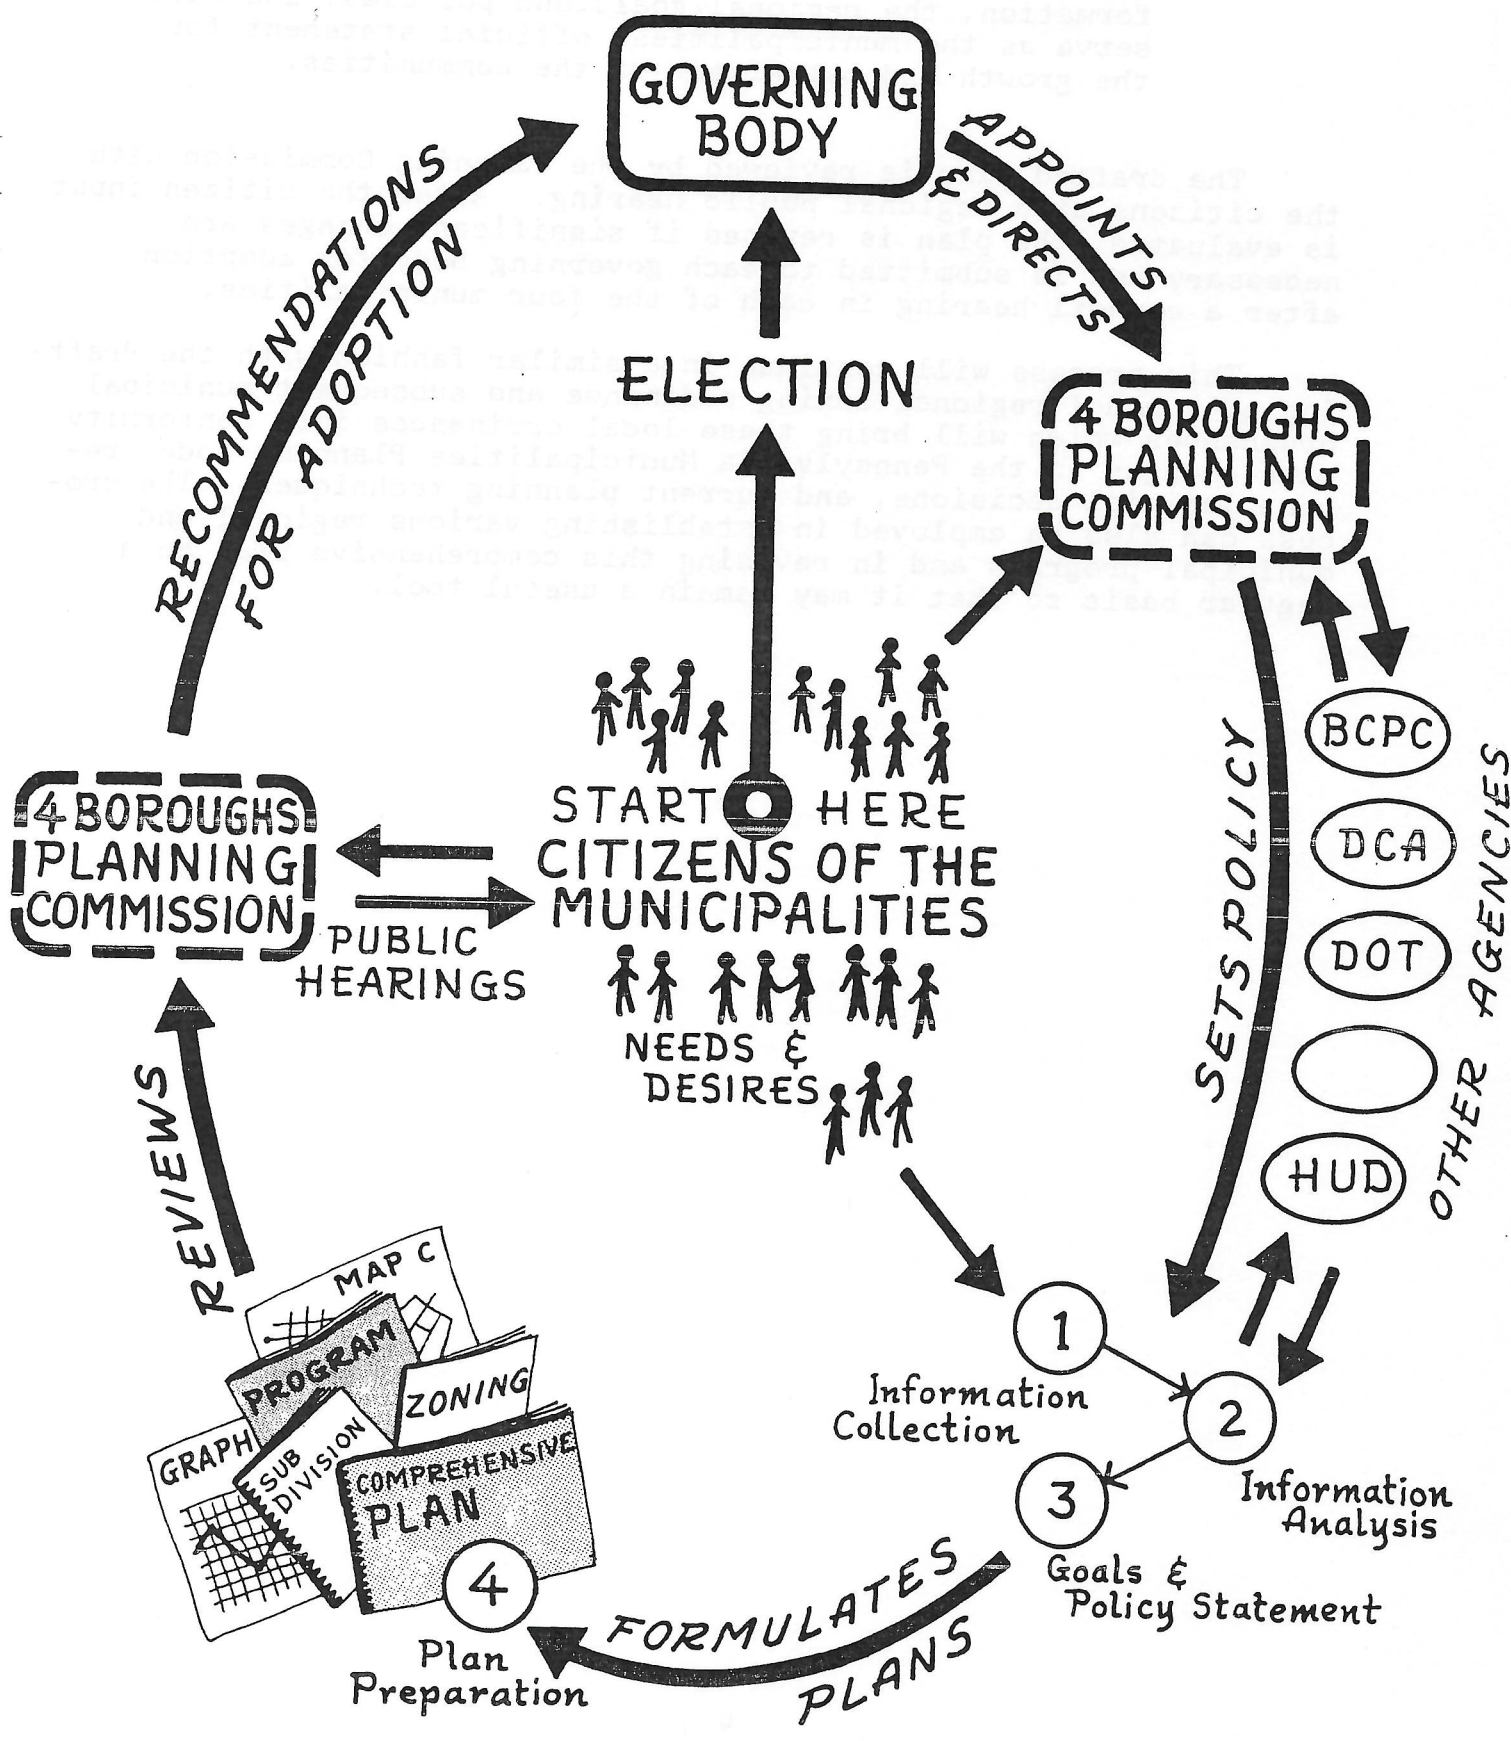 GOVERNING
BODY
APPOINTS
& DIRECTS
RECOMMENDATIONS
FOR ADOPTION
ELECTION
4 BOROUGHS
PLANNING
COMMISSION
BCPC
DCA
DOT
HUD
OTHER AGENCIES
SETS POLICY
START HERE
CITIZENS OF THE
MUNICIPALITIES
4 BOROUGHS
PLANNING
COMMISSION
PUBLIC
HEARINGS
NEEDS &
DESIRES
REVIEWS
1
Information
Collection
2
Information
Analysis
3
Goals &
Policy Statement
FORMULATES
PLANS
MAP C
PROGRAM
ZONING
GRAPH
SUB
DIVISION
COMPREHENSIVE
PLAN
4
Plan
Preparation